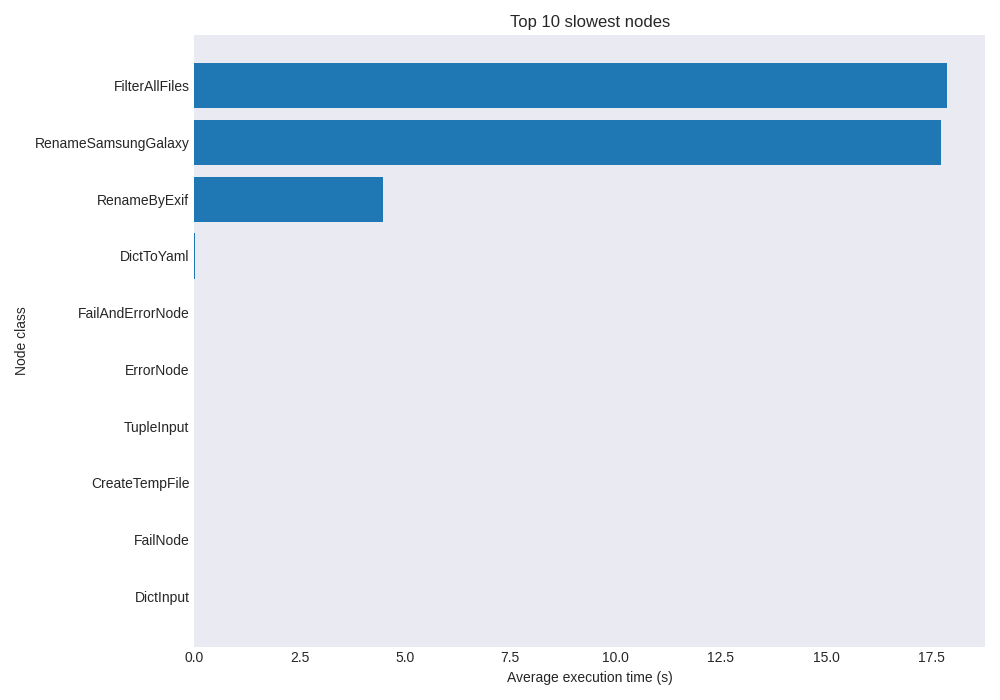 Top 10 slowest nodes
FilterAllFiles
RenameSamsungGalaxy
RenameByExif
DictToYaml
FailAndErrorNode
ErrorNode
TupleInput
CreateTempFile
FailNode
DictInput
Node class
0.0 2.5 5.0 7.5 10.0 12.5 15.0 17.5
Average execution time (s)